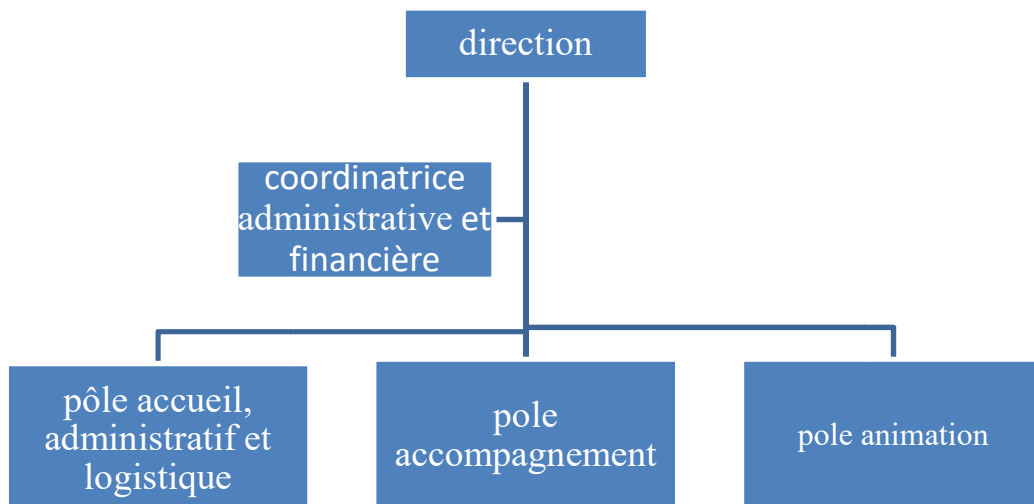 direction
coordinatrice
administrative et
financière
pôle accueil,
administratif et
logistique
pole
accompagnement
pole animation